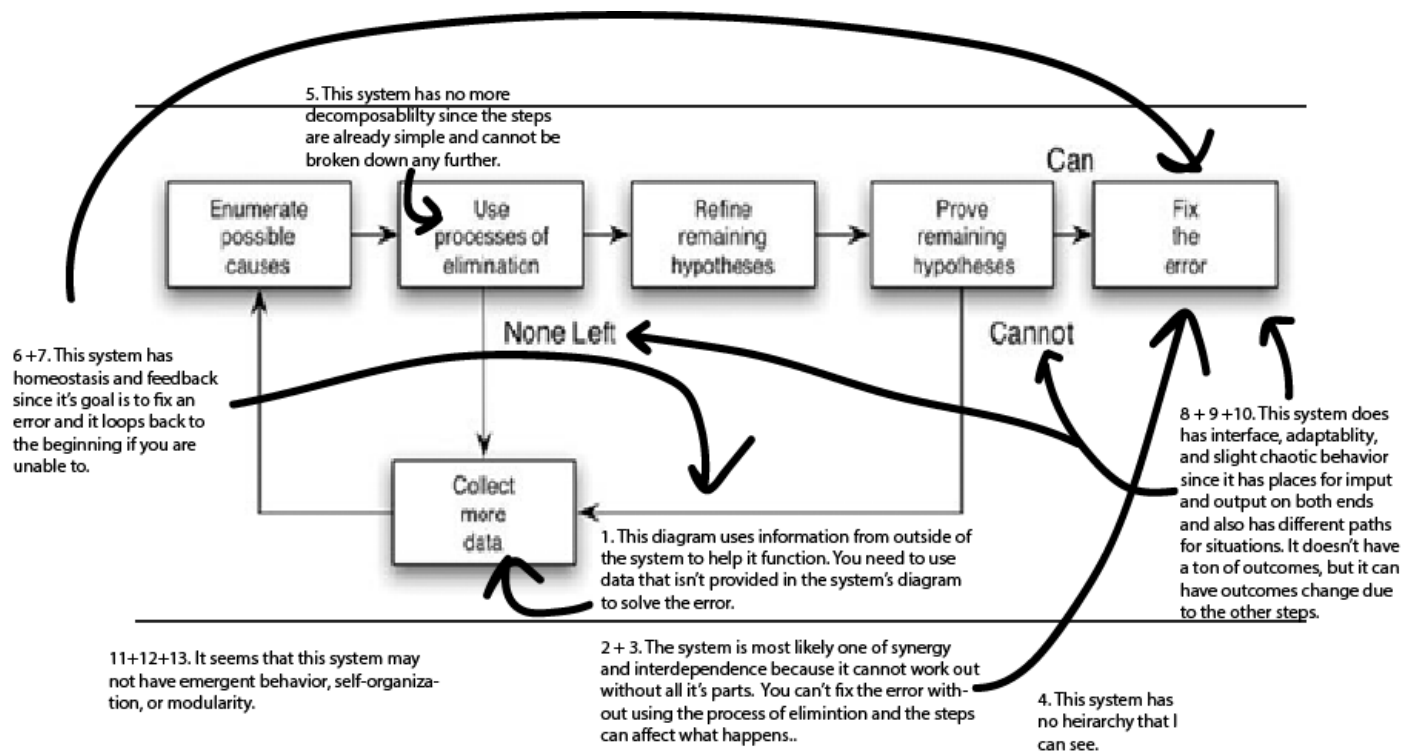 5. This system has no more
decomposablilty since the steps
are already simple and cannot be
broken down any further.
Can
Enumerate
possible
causes
Use
processes of
elimination
Refine
remaining
hypotheses
Prove
remaining
hypotheses
Fix
the
error
None Left
Cannot
6 +7. This system has
homeostasis and feedback
since it's goal is to fix an
error and it loops back to
the beginning if you are
unable to.
8 + 9 +10. This system does
has interface, adaptablity,
and slight chaotic behavior
since it has places for imput
and output on both ends
and also has different paths
for situations. It doesn't have
a ton of outcomes, but it can
have outcomes change due
to the other steps.
Collect
more
data
1. This diagram uses information from outside
of the system to help it function. You need to use
data that isn't provided in the system's diagram
to solve the error.
11+12+13. It seems that this system may
not have emergent behavior, self-organiza-
tion, or modularity.
2 + 3. The system is most likely one of synergy
and interdependence because it cannot work out
without all it's parts. You can't fix the error with-
out using the process of elimintion and the steps
can affect what happens..
4. This system has
no heirarchy that I
can see.